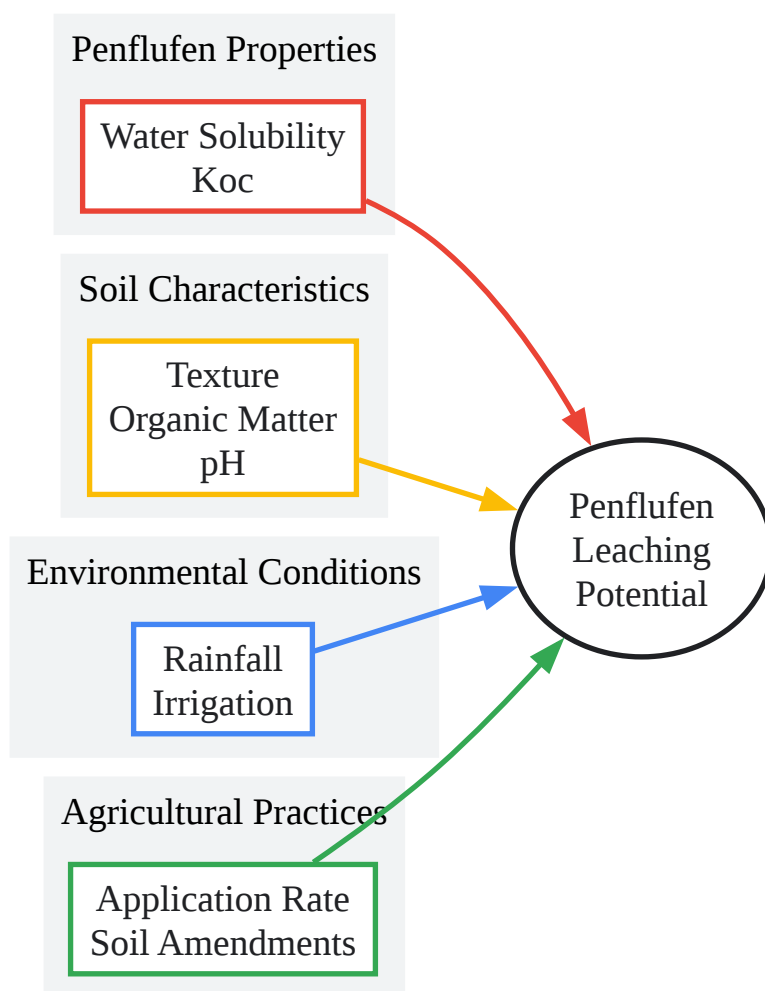 Penflufen Properties
Water Solubility
Koc
Soil Characteristics
Texture
Organic Matter
pH
Environmental Conditions
Rainfall
Irrigation
Agricultural Practices
Application Rate
Soil Amendments
Penflufen
Leaching
Potential